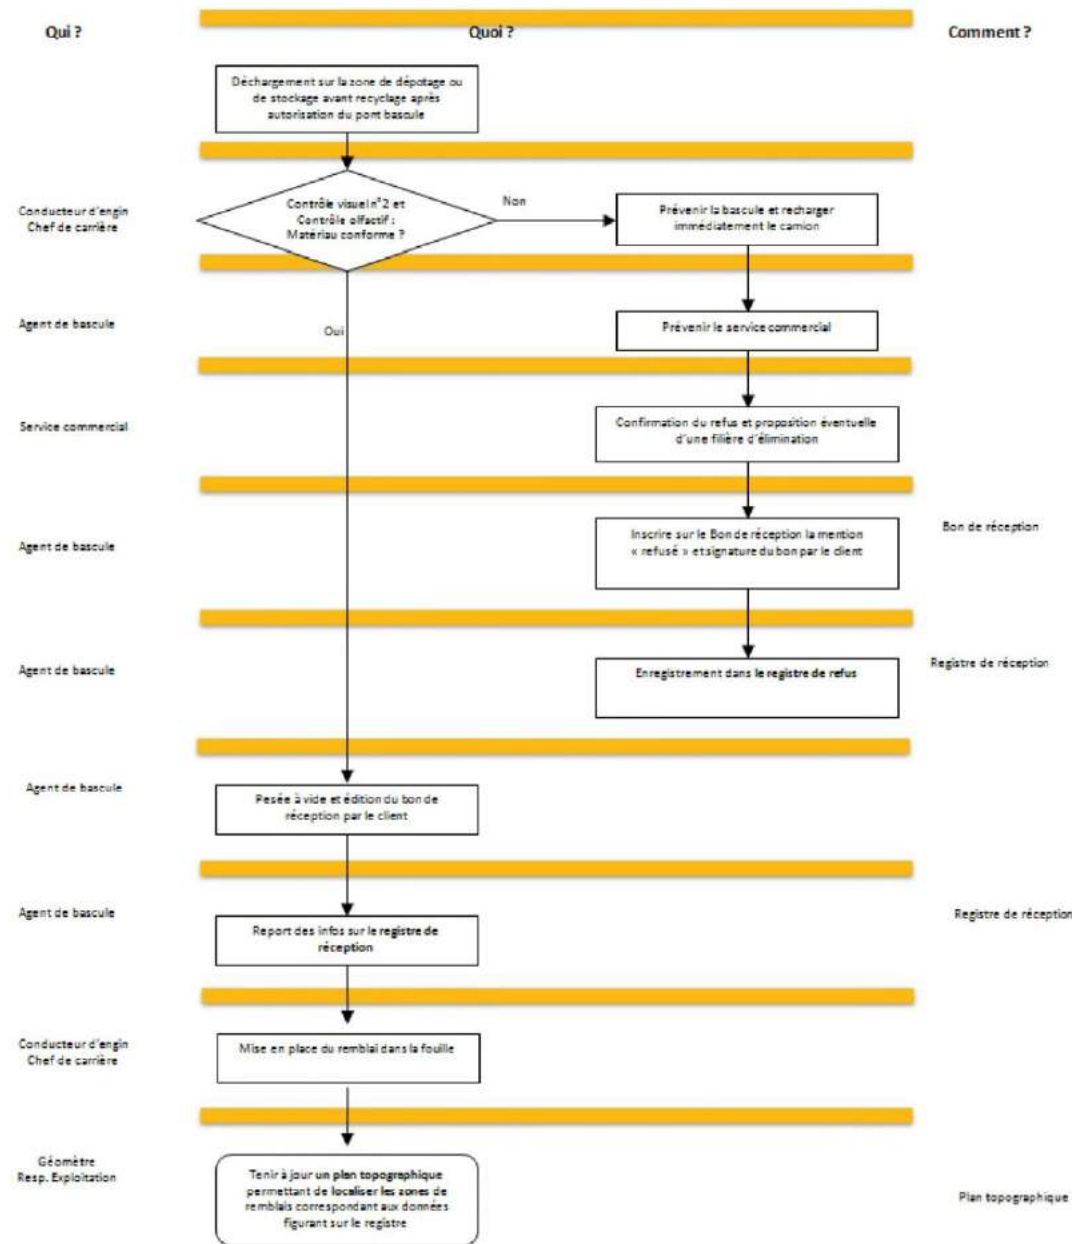 Qui ?
Quoi ?
Comment ?
Déchargement sur la zone de dépotage ou
de stockage avant recyclage après
autorisation du pont bascule
Conducteur d'engin
Chef de carrière
Contrôle visuel n°2 et
Contrôle olfactif :
Matériau conforme ?
Non
Prévenir la bascule et recharger
immédiatement le camion
Agent de bascule
Oui
Prévenir le service commercial
Service commercial
Confirmation du refus et proposition éventuelle
d'une filière d'élimination
Agent de bascule
Inscrire sur le Bon de réception la mention
« refusé » et signature du bon par le client
Bon de réception
Agent de bascule
Enregistrement dans le registre de refus
Registre de réception
Agent de bascule
Pesée à vide et édition du bon de
réception par le client
Agent de bascule
Report des infos sur le registre de
réception
Registre de réception
Conducteur d'engin
Chef de carrière
Mise en place du remblai dans la fouille
Géomètre
Resp. Exploitation
Tenir à jour un plan topographique
permettant de localiser les zones de
remblais correspondant aux données
figurant sur le registre
Plan topographique